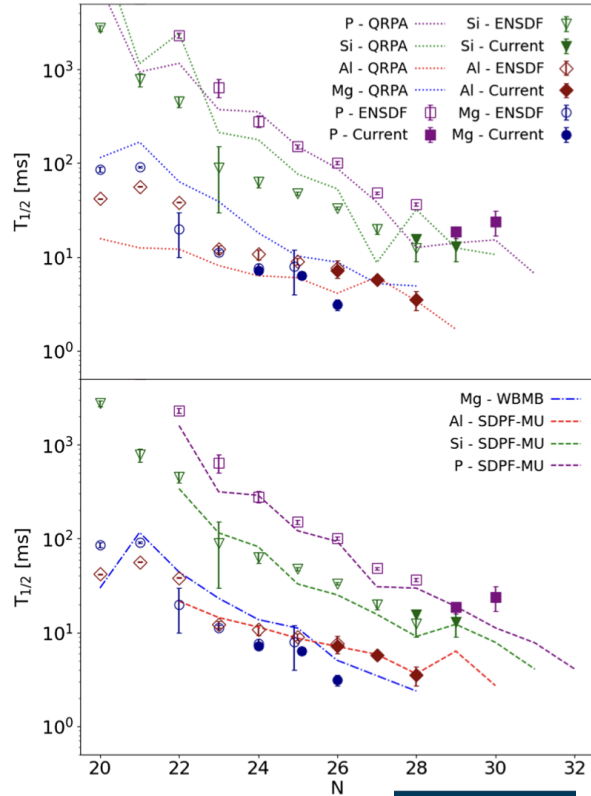 P - QRPA
Si - QRPA
Al - QRPA
Mg - QRPA
P - ENSDF
P - Current
Si - ENSDF
Si - Current
Al - ENSDF
Al - Current
Mg - ENSDF
Mg - Current
T1/2 [ms]
10³
10²
10¹
10⁰
Mg - WBMB
Al - SDPF-MU
Si - SDPF-MU
P - SDPF-MU
T1/2 [ms]
10³
10²
10¹
10⁰
20 22 24 26 28 30 32
N